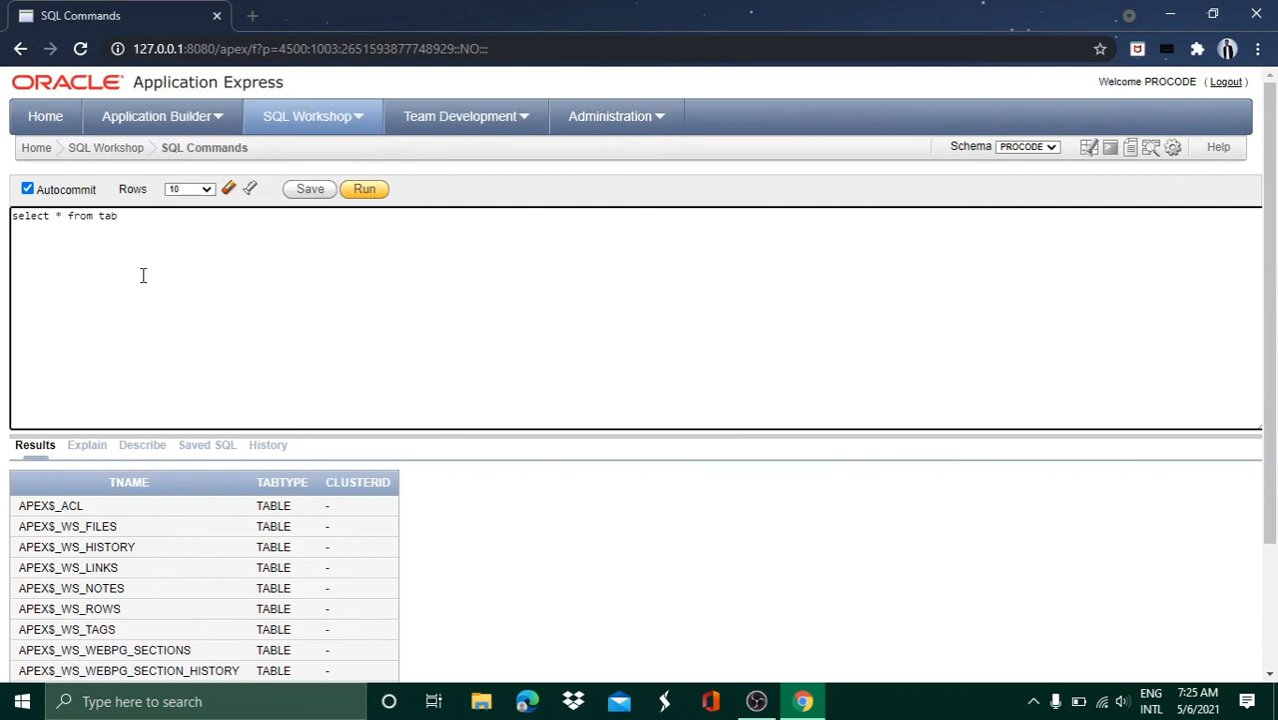 SQL Commands
127.0.0.1:8080/apex/f?p=4500:1003:2651593877748929::NO:::
ORACLE Application Express
Welcome PROCODE ( Logout )
Home Application Builder SQL Workshop Team Development Administration
Home SQL Workshop SQL Commands Schema PROCODE Help
Autocommit Rows 10 Save Run
select * from tab
Results Explain Describe Saved SQL History
TNAME TABTYPE CLUSTERID
APEX$_ACL TABLE -
APEX$_WS_FILES TABLE -
APEX$_WS_HISTORY TABLE -
APEX$_WS_LINKS TABLE -
APEX$_WS_NOTES TABLE -
APEX$_WS_ROWS TABLE -
APEX$_WS_TAGS TABLE -
APEX$_WS_WEBPG_SECTIONS TABLE -
APEX$_WS_WEBPG_SECTION_HISTORY TABLE -
Type here to search
ENG
INTL
7:25 AM
5/6/2021